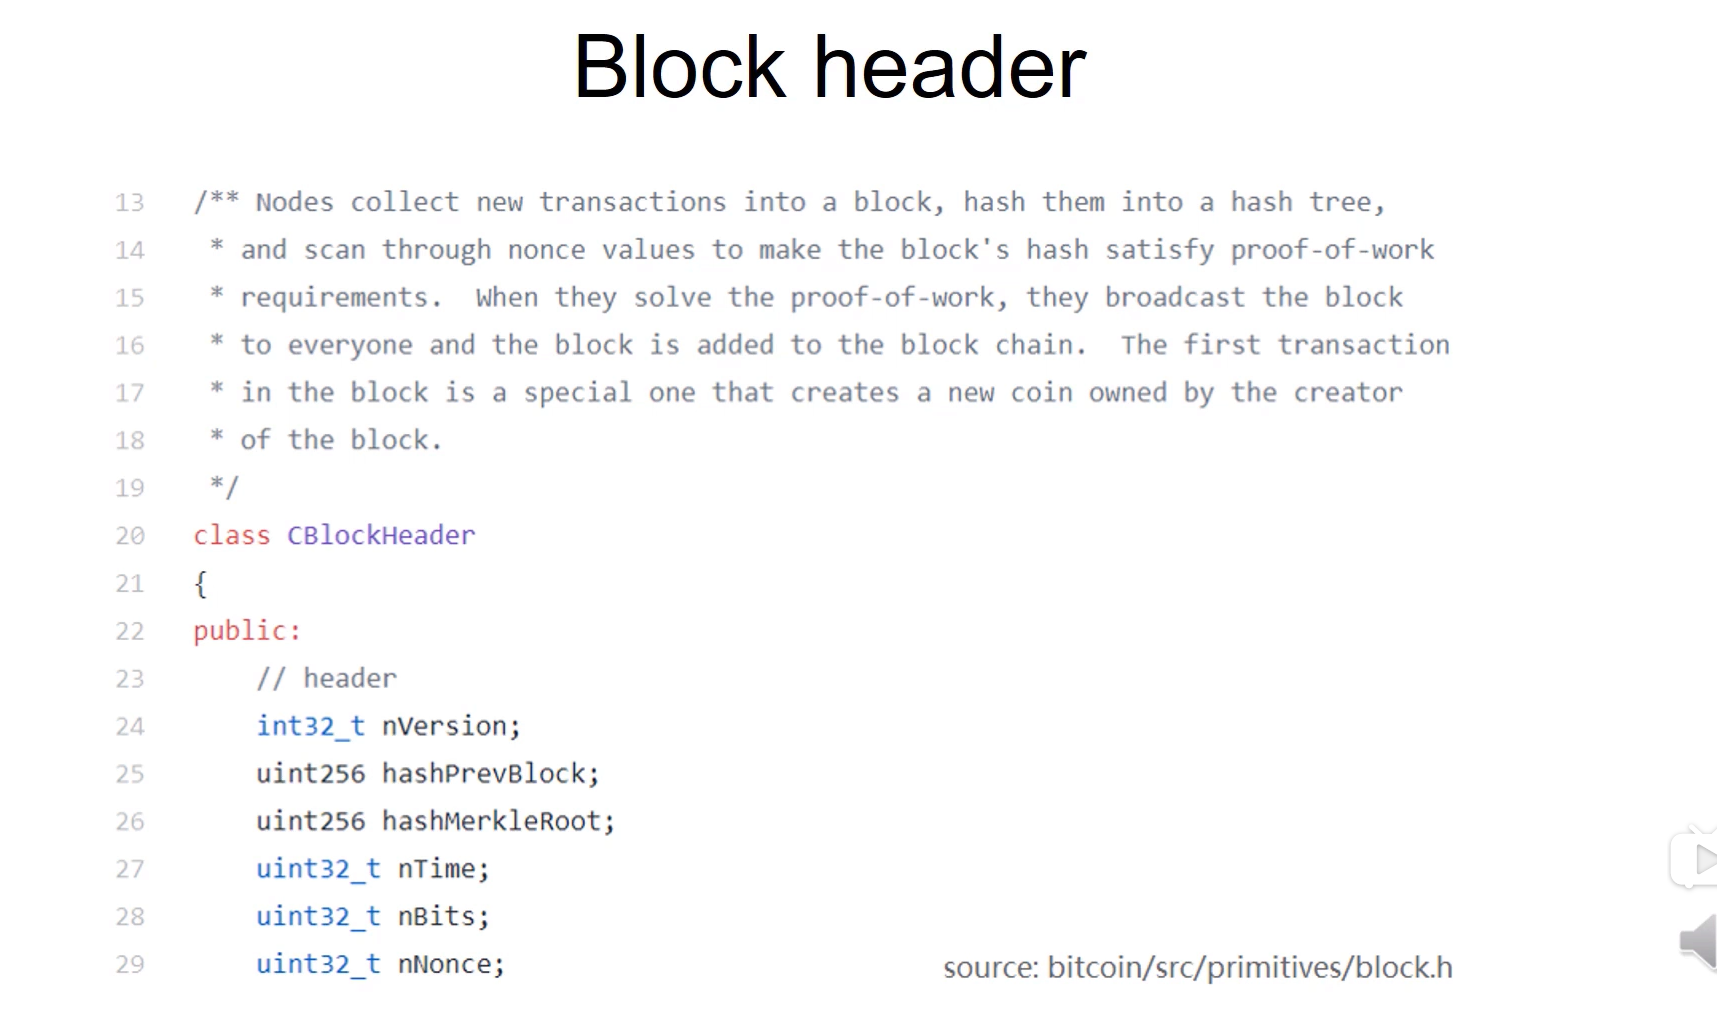 Block header
13 /** Nodes collect new transactions into a block, hash them into a hash tree,
14 * and scan through nonce values to make the block's hash satisfy proof-of-work
15 * requirements.  When they solve the proof-of-work, they broadcast the block
16 * to everyone and the block is added to the block chain.  The first transaction
17 * in the block is a special one that creates a new coin owned by the creator
18 * of the block.
19 */
20 class CBlockHeader
21 {
22 public:
23 // header
24 int32_t nVersion;
25 uint256 hashPrevBlock;
26 uint256 hashMerkleRoot;
27 uint32_t nTime;
28 uint32_t nBits;
29 uint32_t nNonce;
source: bitcoin/src/primitives/block.h